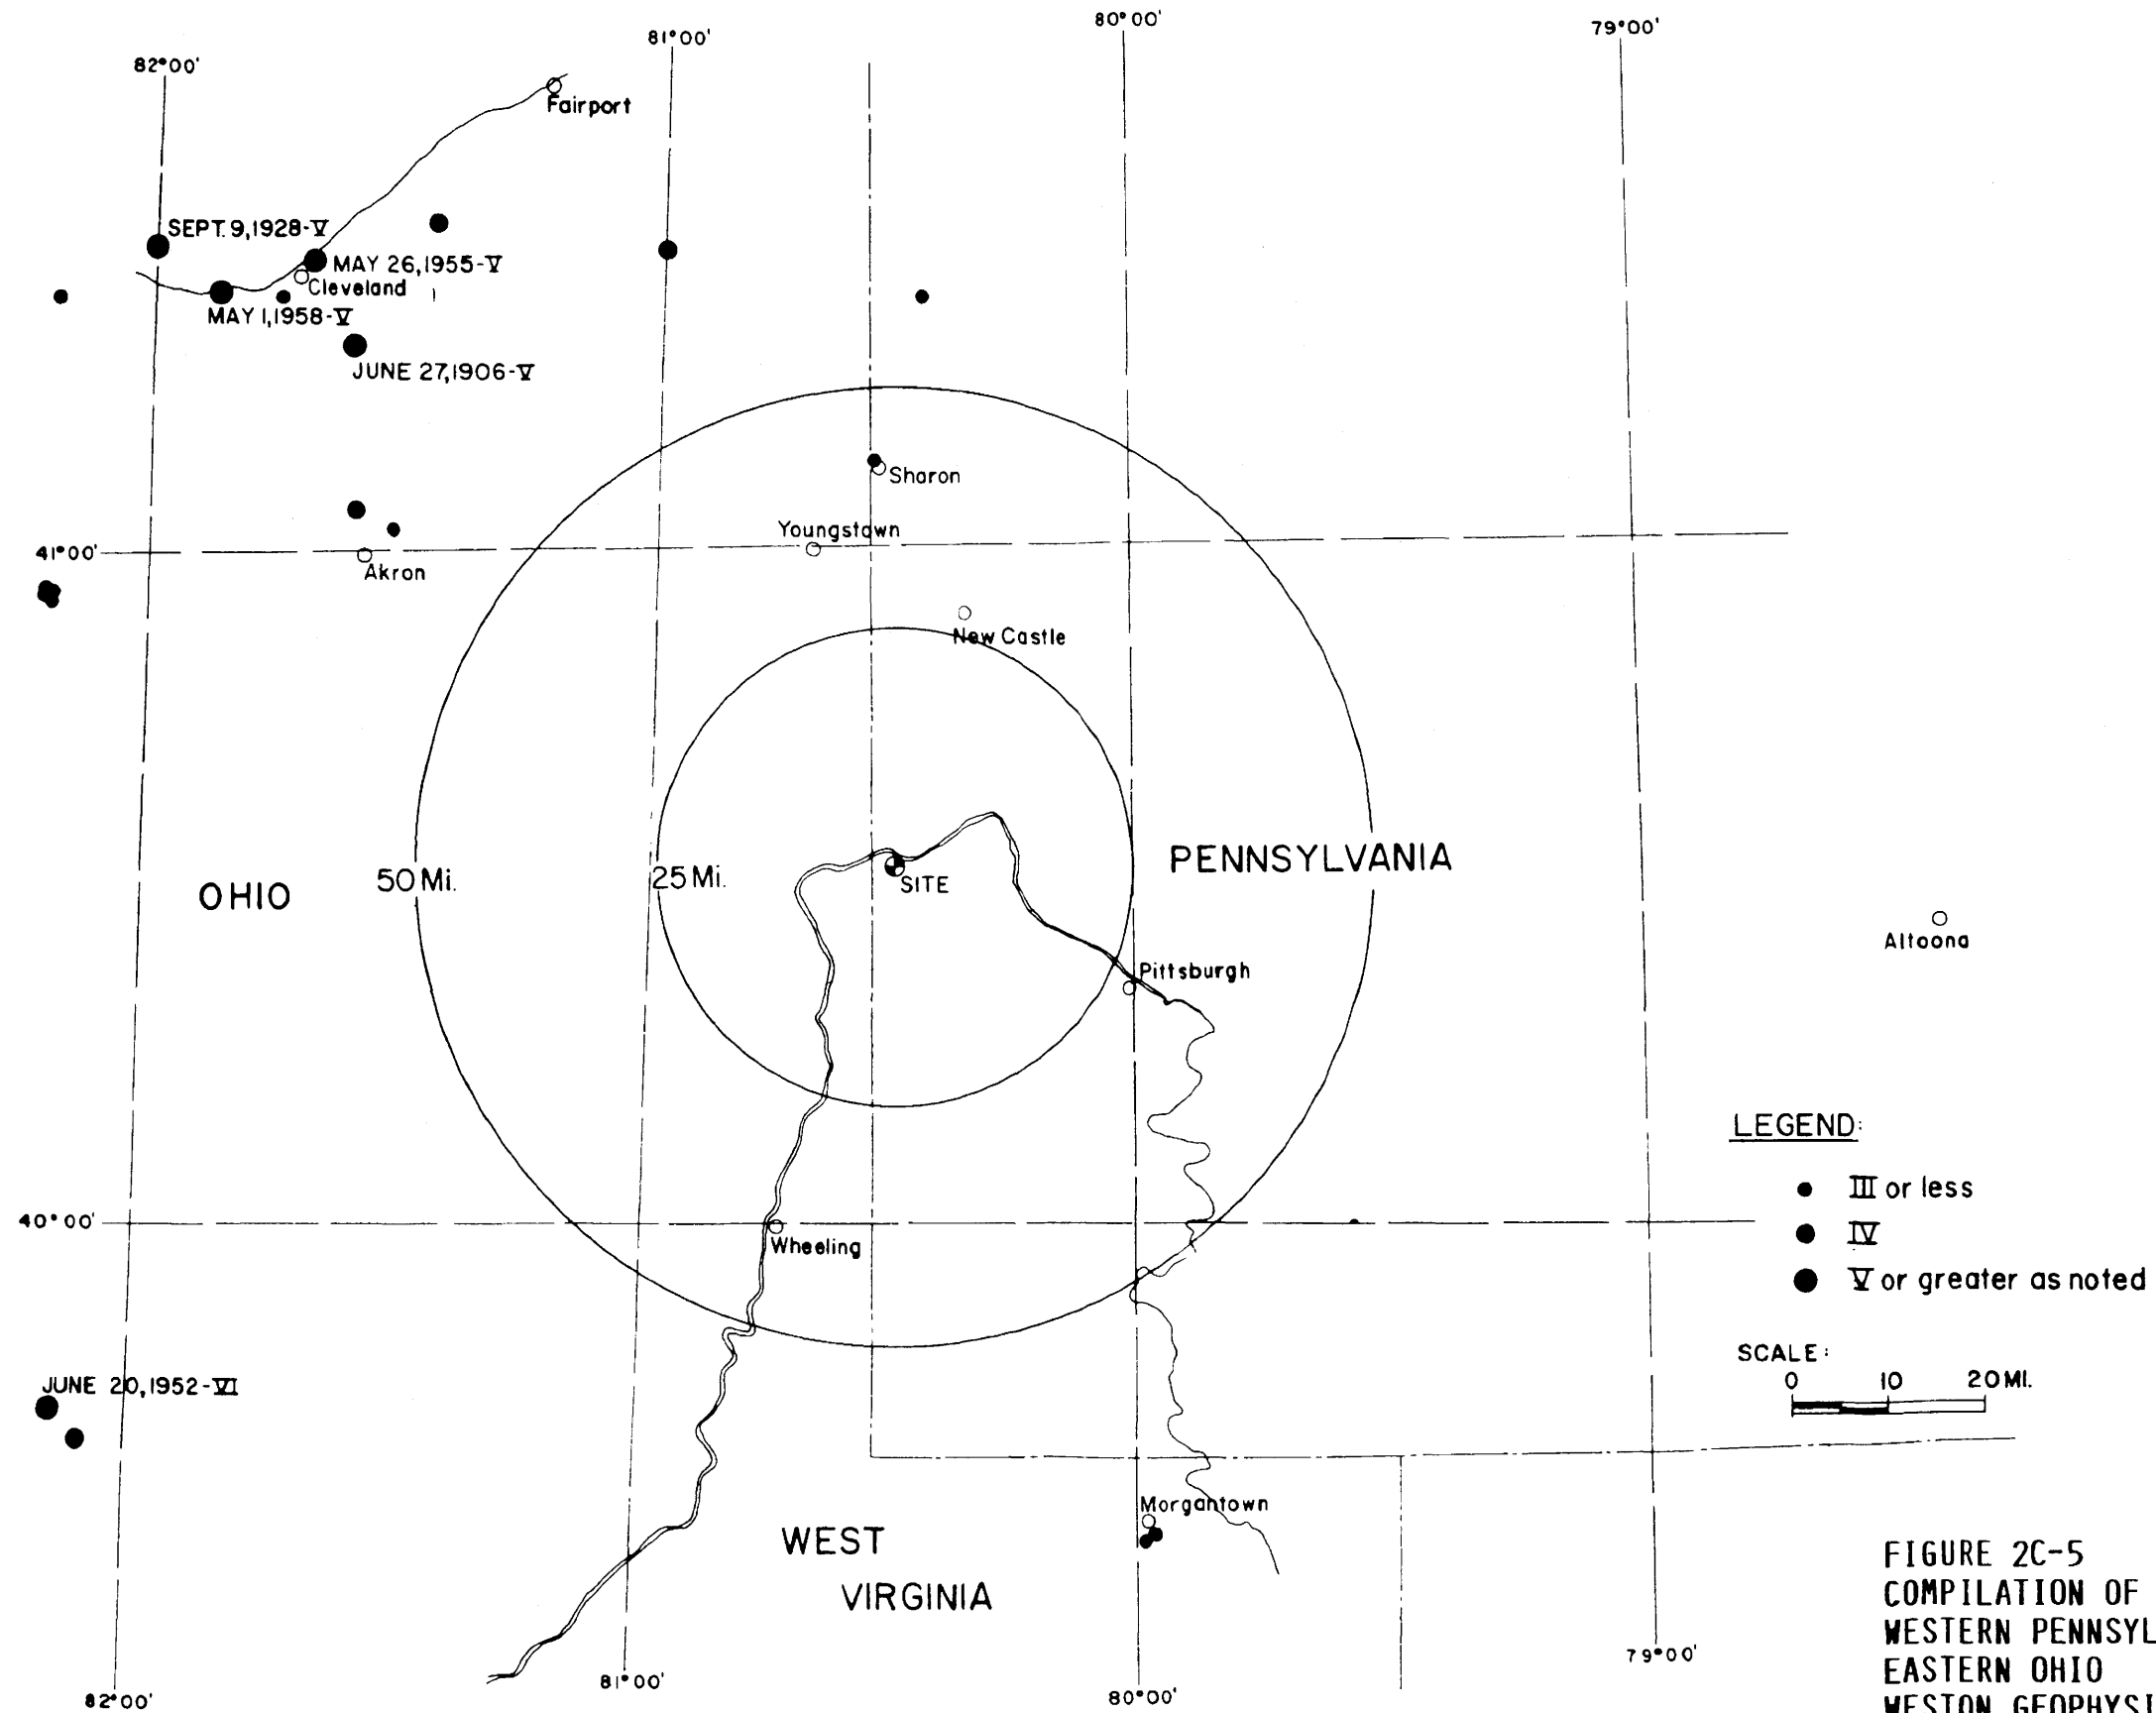 82°00'
81°00'
80°00'
79°00'
Fairport
SEPT. 9, 1928-V
MAY 26, 1955-V
Cleveland
MAY 1, 1958-V
JUNE 27, 1906-V
Sharon
Youngstown
41°00'
Akron
New Castle
PENNSYLVANIA
OHIO
50 Mi.
25 Mi.
SITE
Altoona
Pittsburgh
LEGEND:
III or less
IV
V or greater as noted
40°00'
Wheeling
SCALE:
0 10 20 MI.
JUNE 20, 1952-VI
Morgantown
WEST
VIRGINIA
79°00'
81°00'
80°00'
82°00'
FIGURE 2C-5
COMPILATION OF
WESTERN PENNSYL
EASTERN OHIO
WESTON GEOPHYSI